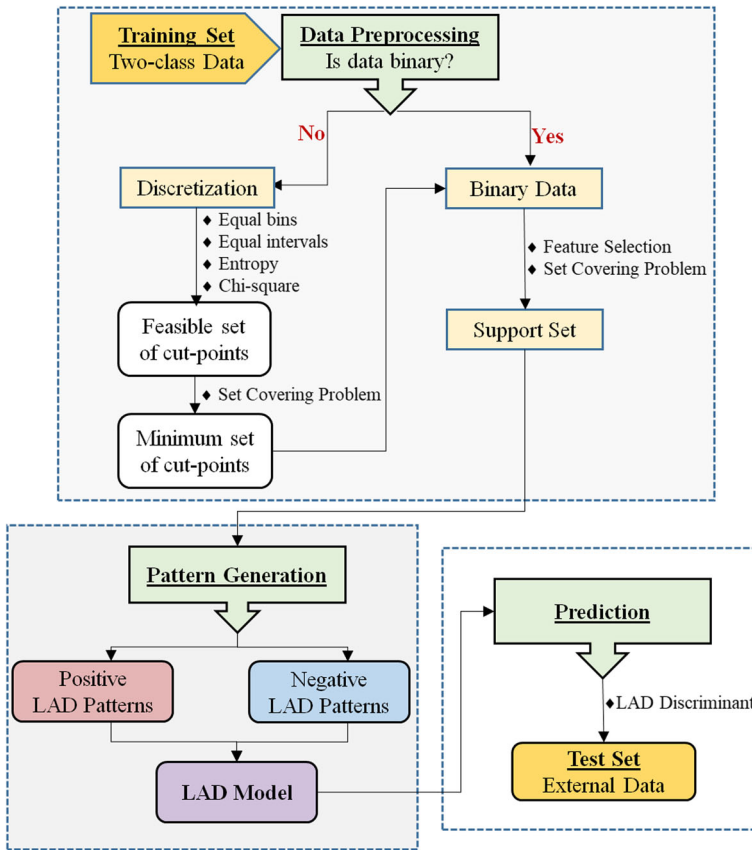 Training Set
Two-class Data
Data Preprocessing
Is data binary?
No
Yes
Discretization
Binary Data
♦ Equal bins
♦ Equal intervals
♦ Entropy
♦ Chi-square
♦ Feature Selection
♦ Set Covering Problem
Feasible set
of cut-points
Support Set
♦ Set Covering Problem
Minimum set
of cut-points
Pattern Generation
Positive
LAD Patterns
Negative
LAD Patterns
LAD Model
Prediction
♦LAD Discriminant
Test Set
External Data